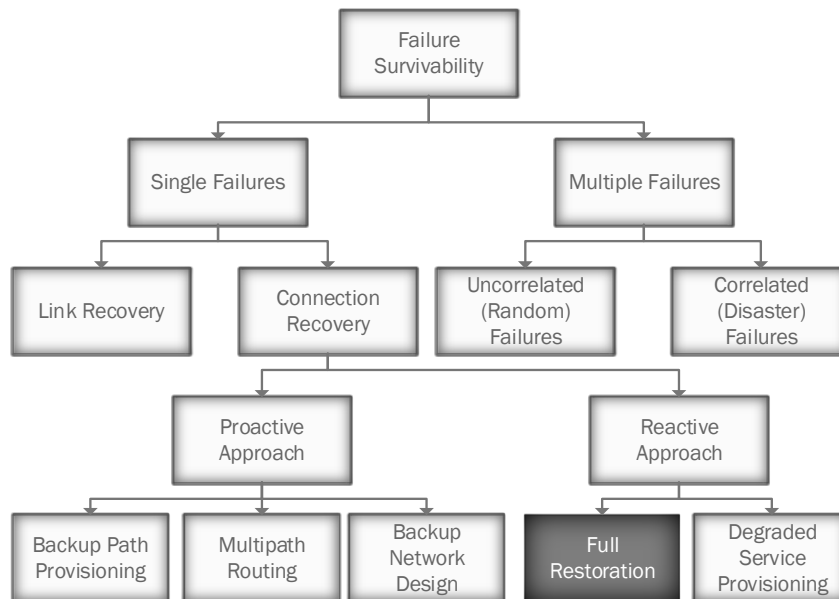 Failure
Survivability
Single Failures
Multiple Failures
Link Recovery
Connection
Recovery
Uncorrelated
(Random)
Failures
Correlated
(Disaster)
Failures
Proactive
Approach
Reactive
Approach
Backup Path
Provisioning
Multipath
Routing
Backup
Network
Design
Full
Restoration
Degraded
Service
Provisioning